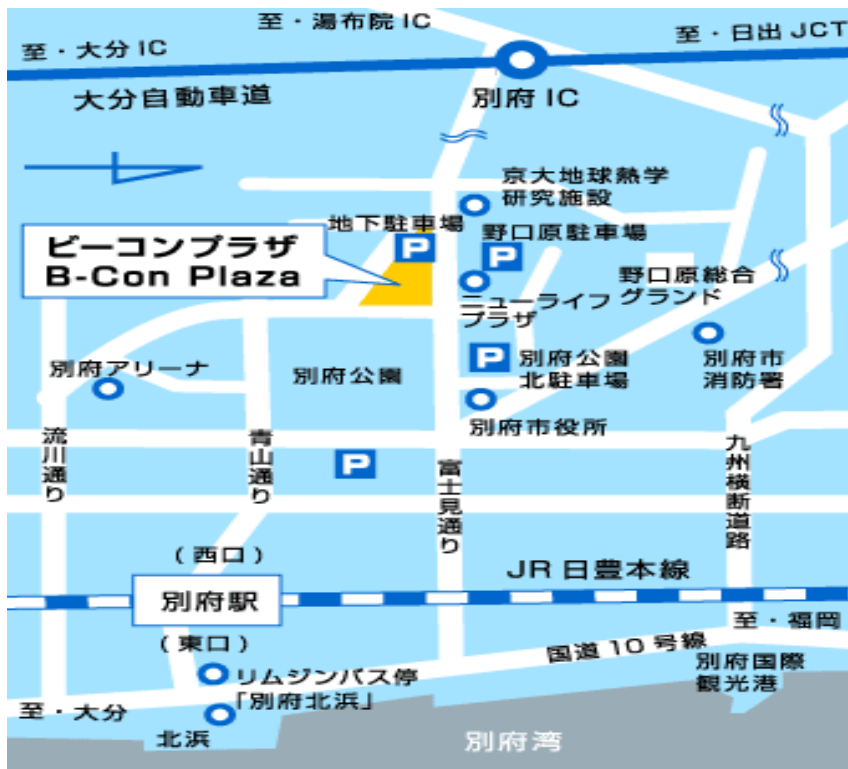 至・湯布院IC
至・日出JCT
至・大分IC
大分自動車道
別府IC
京大地球熱学
研究施設
地下駐車場
P
野口原駐車場
P
ビーコンプラザ
B-Con Plaza
野口原総合
グランド
ニューライフ
プラザ
別府アリーナ
別府公園
P
別府公園
北駐車場
別府市
消防署
別府市役所
流川通り
青山通り
P
富士見通り
九州横断道路
(西口)
別府駅
JR日豊本線
(東口)
至・福岡
国道10号線
別府国際
観光港
リムジンバス停
「別府北浜」
至・大分
北浜
別府湾